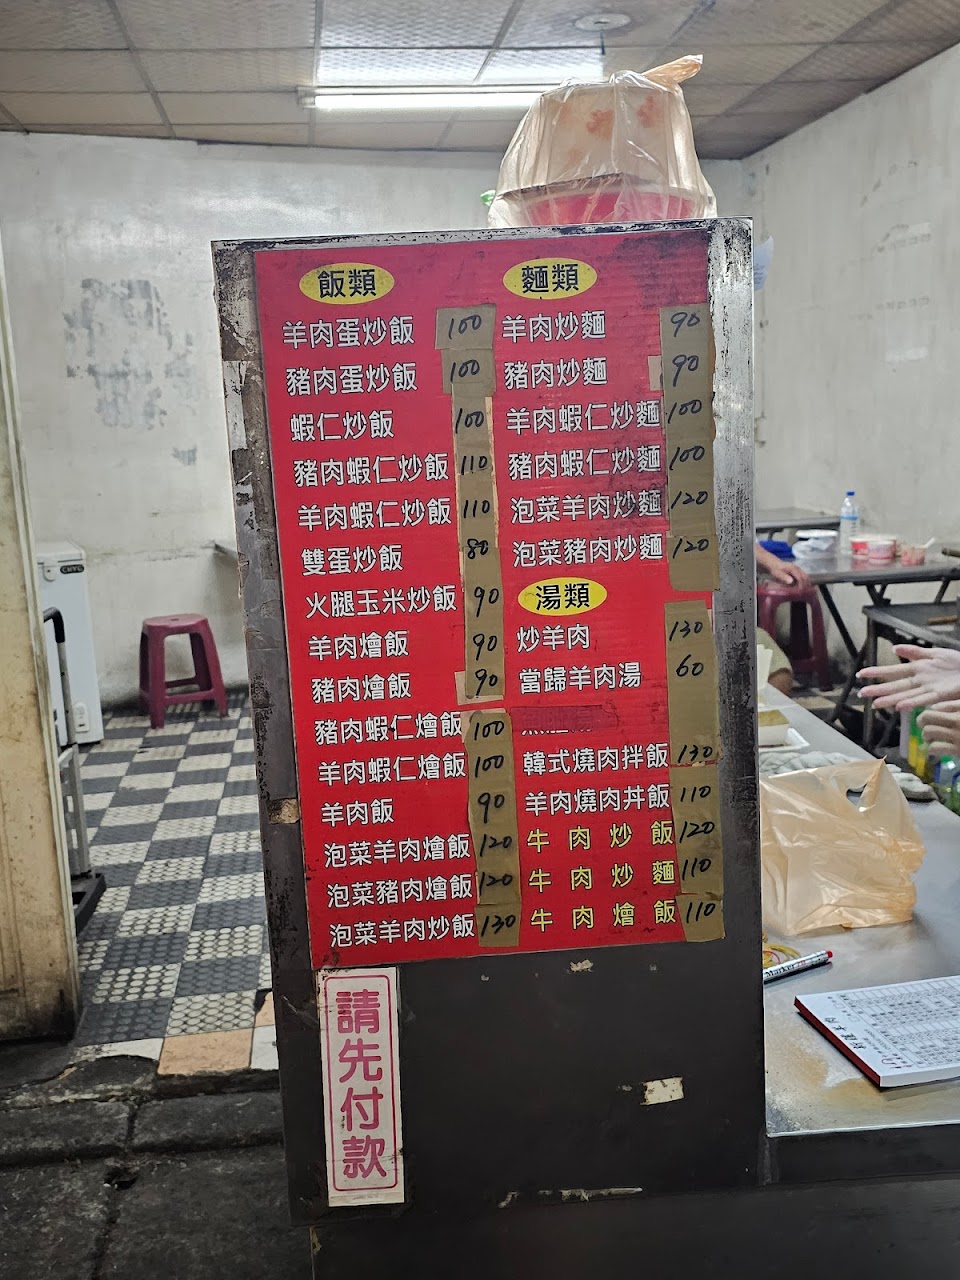 飯類
羊肉蛋炒飯 100
豬肉蛋炒飯 100
蝦仁炒飯 100
豬肉蝦仁炒飯 110
羊肉蝦仁炒飯 110
雙蛋炒飯 80
火腿玉米炒飯 90
羊肉燴飯 90
豬肉燴飯 90
豬肉蝦仁燴飯 100
羊肉蝦仁燴飯 100
羊肉飯 90
泡菜羊肉燴飯 120
泡菜豬肉燴飯 120
泡菜羊肉炒飯 130
麵類
羊肉炒麵 90
豬肉炒麵 90
羊肉蝦仁炒麵 100
豬肉蝦仁炒麵 100
泡菜羊肉炒麵 120
泡菜豬肉炒麵 120
湯類
炒羊肉 130
當歸羊肉湯 60
韓式燒肉拌飯 130
羊肉燒肉丼飯 110
牛肉炒飯 120
牛肉炒麵 110
牛肉燴飯 110
請先付款